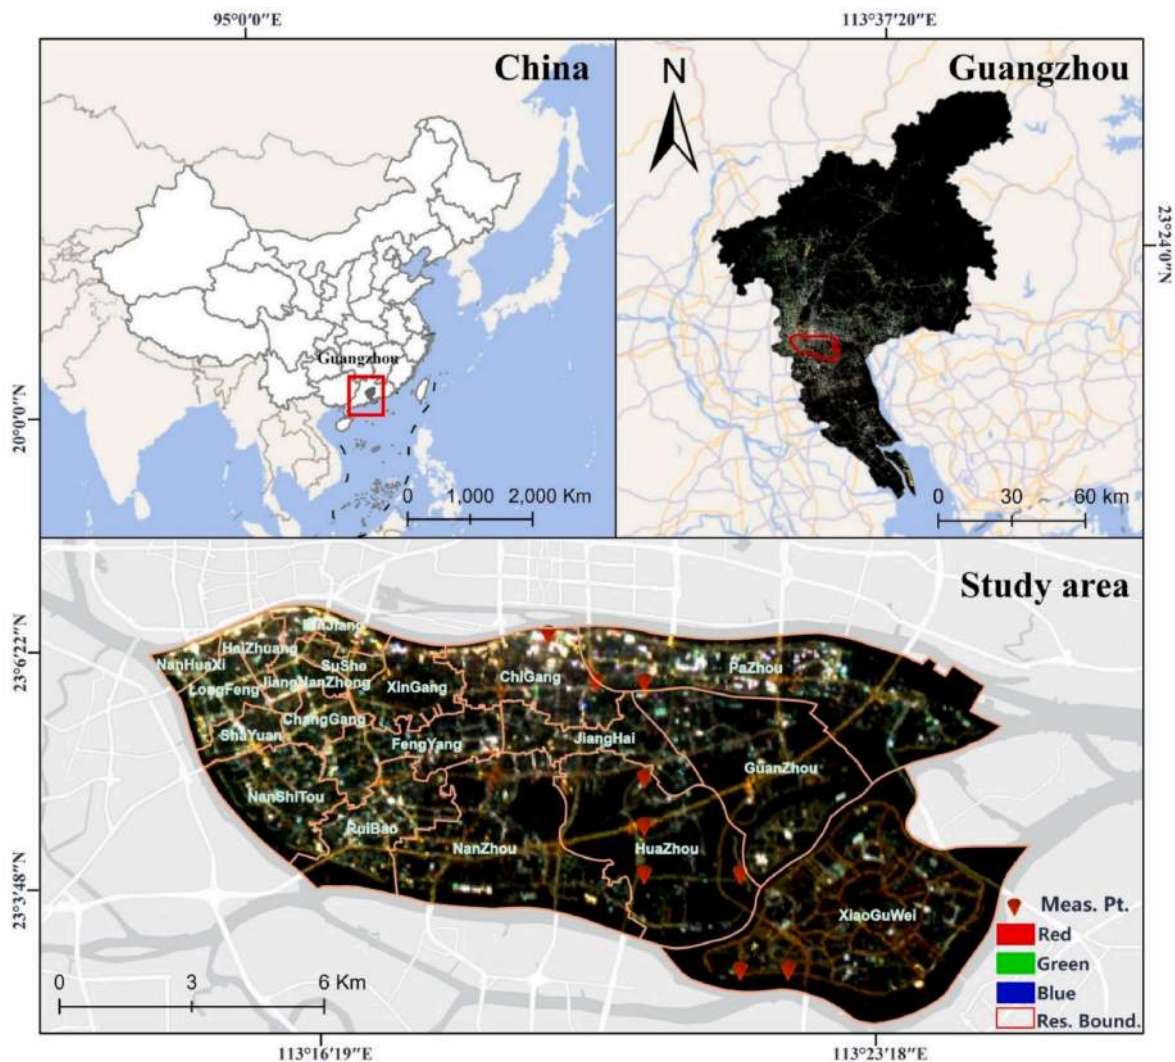 95°0′0″E
113°37′20″E
China
Guangzhou
N
Guangzhou
23°24′0″N
20°0′0″N
0 1,000 2,000 Km
0 30 60 Km
Study area
23°6′22″N
HaiZhuang
NanHuaXi
SuShe
LongFeng
JiangNanZhong
XinGang
ChiGang
PaZhou
ChangGang
ShaYuan
FengYang
JiangHai
GuanZhou
NanShiTou
RuiBao
NanZhou
HuaZhou
23°3′48″N
XiaoGuWei
Meas. Pt.
Red
Green
Blue
Res. Bound.
0 3 6 Km
113°16′19″E
113°23′18″E